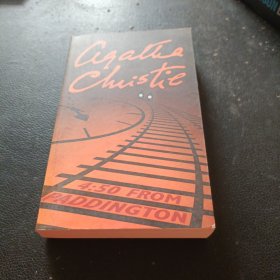 Agatha
Christie
4:50 FROM
PADDINGTON